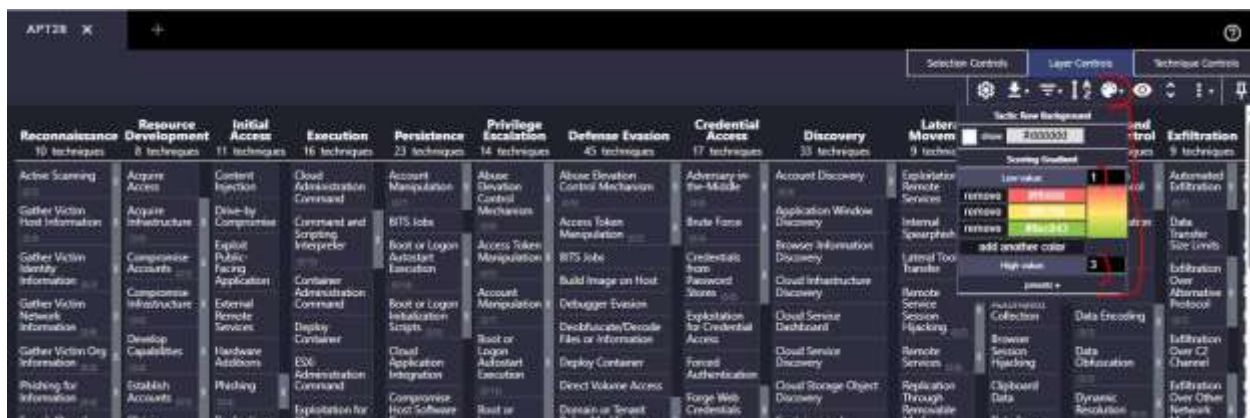 APT28 ×
Selection Controls
Layer Controls
Technique Controls
Reconnaissance
10 techniques
Resource Development
8 techniques
Initial Access
11 techniques
Execution
16 techniques
Persistence
23 techniques
Privilege Escalation
14 techniques
Defense Evasion
45 techniques
Credential Access
17 techniques
Discovery
33 techniques
Exfiltration
9 techniques
Tactic Row Background
show
#dddddd
Scoring Gradient
Low value:
1
remove
remove
remove
add another color
High value:
3
presets
Active Scanning
Gather Victim Host Information
Gather Victim Identity Information
Gather Victim Network Information
Gather Victim Org Information
Phishing for Information
Acquire Access
Acquire Infrastructure
Compromise Accounts
Compromise Infrastructure
Develop Capabilities
Establish Accounts
Content Injection
Drive-by Compromise
Exploit Public-Facing Application
External Remote Services
Hardware Additions
Phishing
Cloud Administration Command
Command and Scripting Interpreter
Container Administration Command
Deploy Container
ESXi Administration Command
Exploitation for
Account Manipulation
BITS Jobs
Boot or Logon Autostart Execution
Boot or Logon Initialization Scripts
Cloud Application Integration
Compromise Host Software
Abuse Elevation Control Mechanism
Access Token Manipulation
Account Manipulation
Boot or Logon Autostart Execution
Boot or
Abuse Elevation Control Mechanism
Access Token Manipulation
BITS Jobs
Build Image on Host
Debugger Evasion
Deobfuscate/Decode Files or Information
Deploy Container
Direct Volume Access
Domain or Tenant
Adversary-in-the-Middle
Brute Force
Credentials from Password Stores
Exploitation for Credential Access
Forced Authentication
Forge Web Credentials
Account Discovery
Application Window Discovery
Browser Information Discovery
Cloud Infrastructure Discovery
Cloud Service Dashboard
Cloud Service Discovery
Cloud Storage Object Discovery
Remote Services
Internal
Lateral Tool Transfer
Remote Service Session Hijacking
Remote Services
Replication Through Removable
Collection
Browser Session Hijacking
Clipboard Data
Data Encoding
Data Obfuscation
Dynamic Resolution
Automated Exfiltration
Data Transfer Size Limits
Exfiltration Over Alternative Protocol
Exfiltration Over C2 Channel
Exfiltration Over Other Network